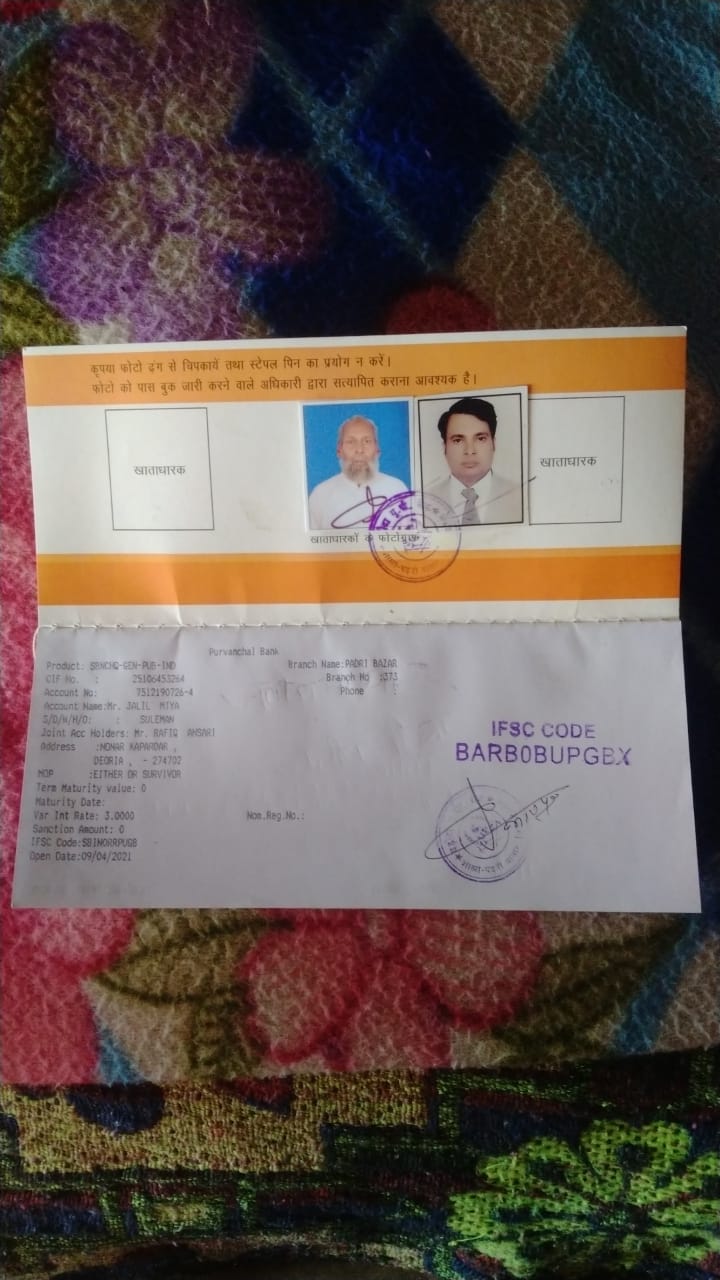 कृपया फोटो ढंग से चिपकायें तथा स्टेपल पिन का प्रयोग न करें।
फोटो को पास बुक जारी करने वाले अधिकारी द्वारा सत्यापित कराना आवश्यक है।
खाताधारक
खाताधारक
खाताधारकों के फोटोग्राफ
Purvanchal Bank
Product: SBNCHQ-GEN-PUB-IND Branch Name:PADRI BAZAR
CIF No. : 25106453264 Branch No :373
Account No: 7512190726-4 Phone :
Account Name:Mr. JALIL MIYA
S/D/W/H/O: : SULEMAN
Joint Acc Holders: Mr. RAFIQ ANSARI
Address :NONAR KAPARDAR ,
DEORIA , - 274702
MOP :EITHER OR SURVIVOR
Term Maturity value: 0
Maturity Date:
Var Int Rate: 3.0000 Nom.Reg.No.:
Sanction Amount: 0
IFSC Code:SBIN0RRPUGB
Open Date:09/04/2021
IFSC CODE
BARB0BUPGBX